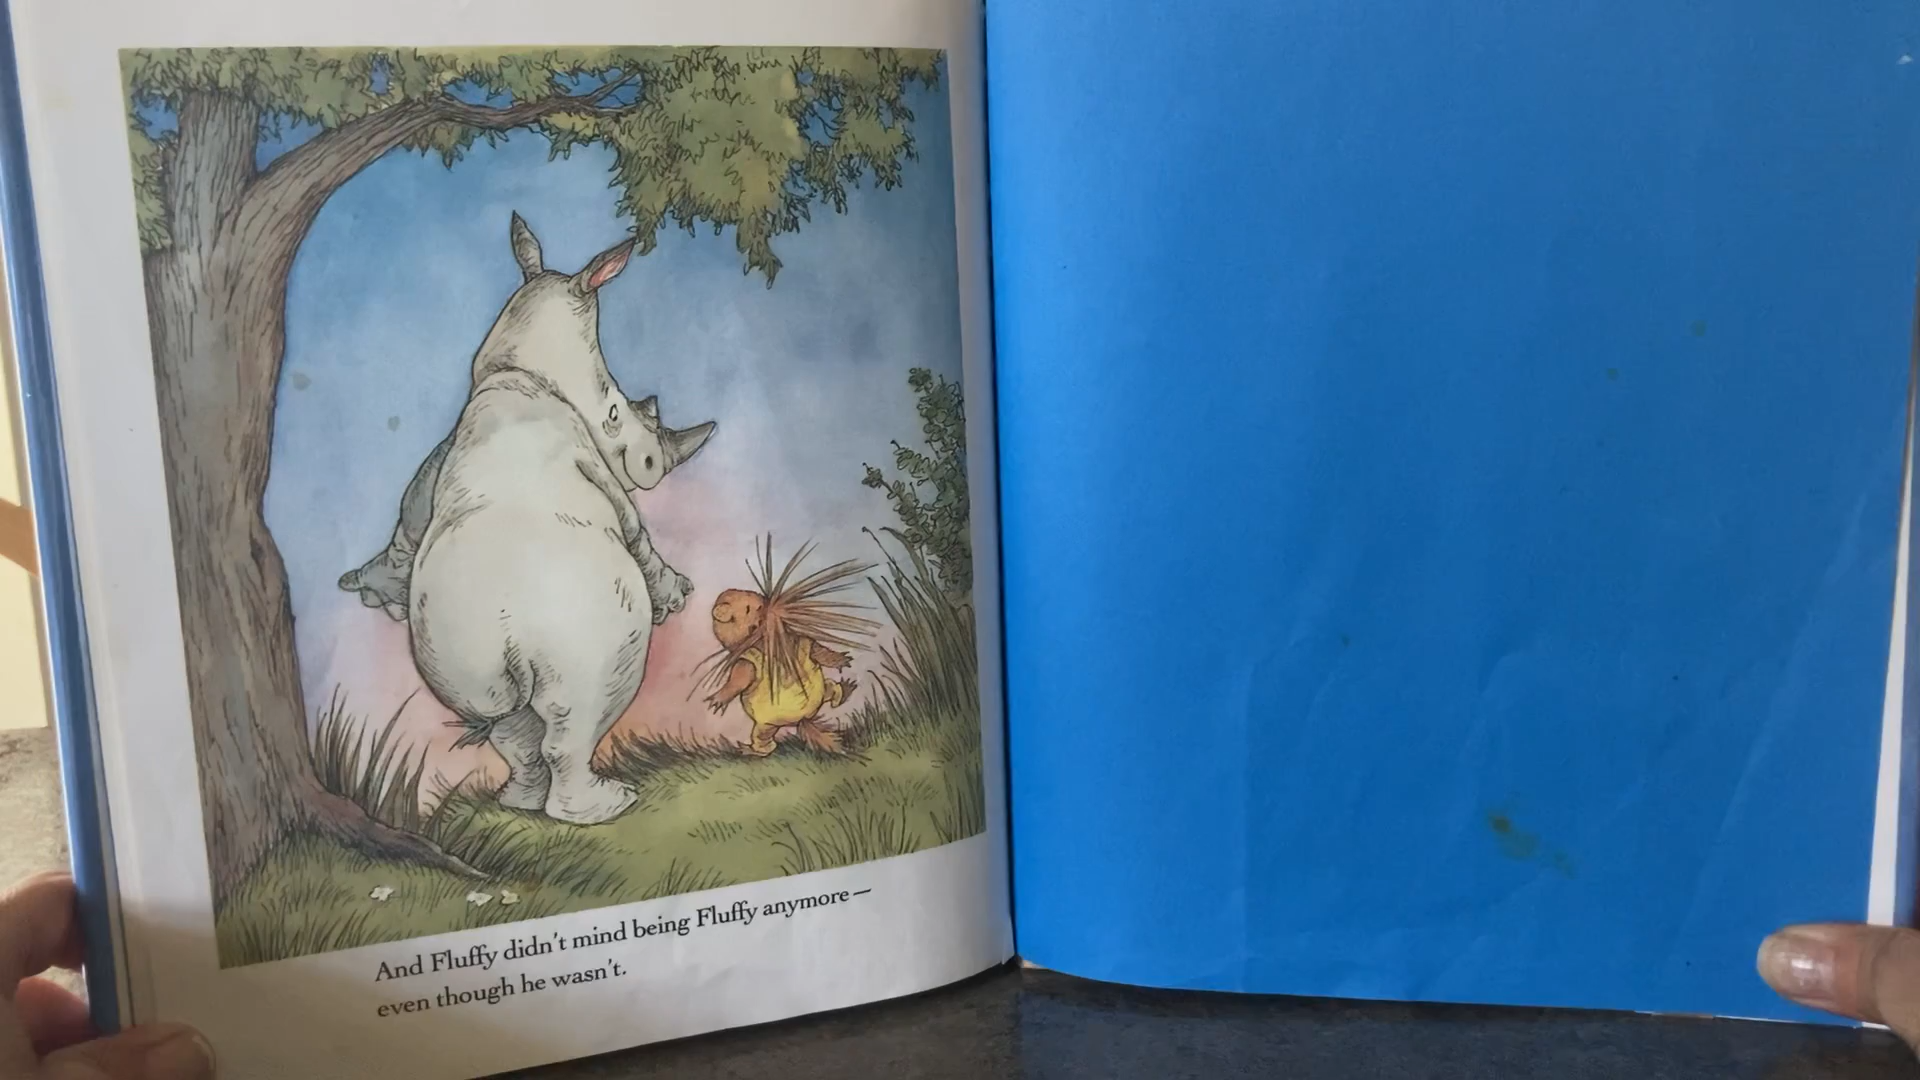 And Fluffy didn't mind being Fluffy anymore—
even though he wasn't.